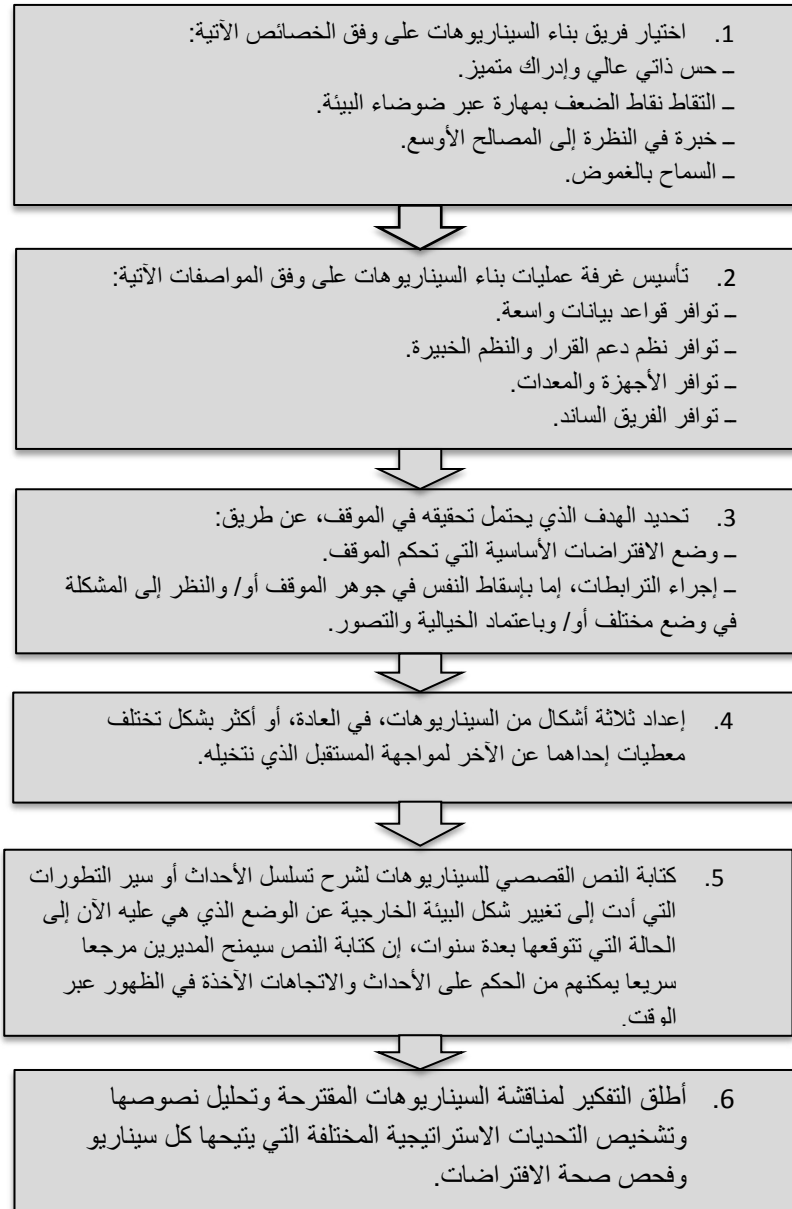 1. اختيار فريق بناء السيناريوهات على وفق الخصائص الآتية:
– حس ذاتي عالي وإدراك متميز.
– التقاط نقاط الضعف بمهارة عبر ضوضاء البيئة.
– خبرة في النظرة إلى المصالح الأوسع.
– السماح بالغموض.
2. تأسيس غرفة عمليات بناء السيناريوهات على وفق المواصفات الآتية:
– توافر قواعد بيانات واسعة.
– توافر نظم دعم القرار والنظم الخبيرة.
– توافر الأجهزة والمعدات.
– توافر الفريق الساند.
3. تحديد الهدف الذي يحتمل تحقيقه في الموقف، عن طريق:
– وضع الافتراضات الأساسية التي تحكم الموقف.
– إجراء الترابطات، إما بإسقاط النفس في جوهر الموقف أو/ والنظر إلى المشكلة
في وضع مختلف أو/ وباعتماد الخيالية والتصور.
4. إعداد ثلاثة أشكال من السيناريوهات، في العادة، أو أكثر بشكل تختلف
معطيات إحداهما عن الآخر لمواجهة المستقبل الذي نتخيله.
5. كتابة النص القصصي للسيناريوهات لشرح تسلسل الأحداث أو سير التطورات
التي أدت إلى تغيير شكل البيئة الخارجية عن الوضع الذي هي عليه الآن إلى
الحالة التي تتوقعها بعدة سنوات، إن كتابة النص سيمنح المديرين مرجعا
سريعا يمكنهم من الحكم على الأحداث والاتجاهات الآخذة في الظهور عبر
الوقت.
6. أطلق التفكير لمناقشة السيناريوهات المقترحة وتحليل نصوصها
وتشخيص التحديات الاستراتيجية المختلفة التي يتيحها كل سيناريو
وفحص صحة الافتراضات.